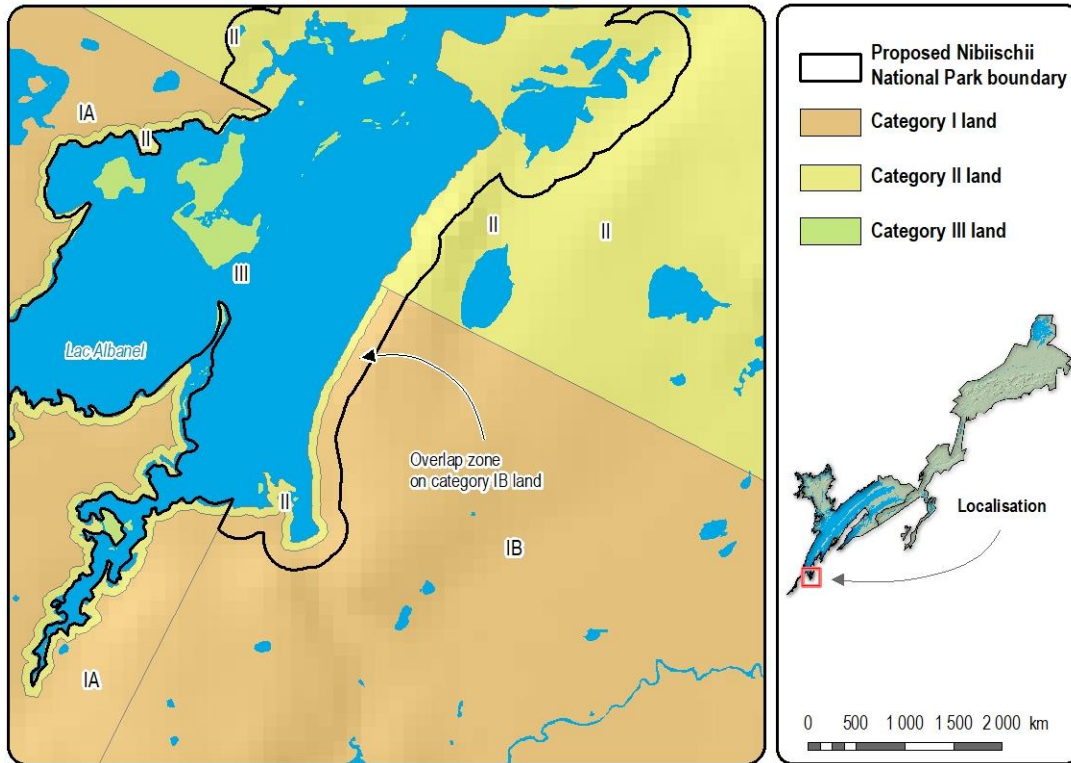 II
IA
II
II
II
III
Lac Albanel
Overlap zone
on category IB land
II
IB
IA
Proposed Nibiischii
National Park boundary
Category I land
Category II land
Category III land
Localisation
0 500 1 000 1 500 2 000 km